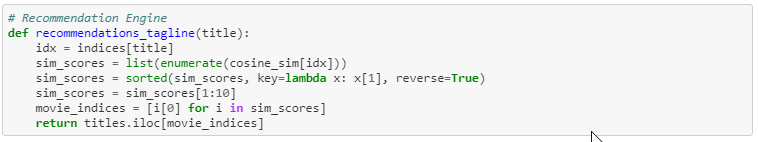 # Recommendation Engine
def recommendations_tagline(title):
    idx = indices[title]
    sim_scores = list(enumerate(cosine_sim[idx]))
    sim_scores = sorted(sim_scores, key=lambda x: x[1], reverse=True)
    sim_scores = sim_scores[1:10]
    movie_indices = [i[0] for i in sim_scores]
    return titles.iloc[movie_indices]